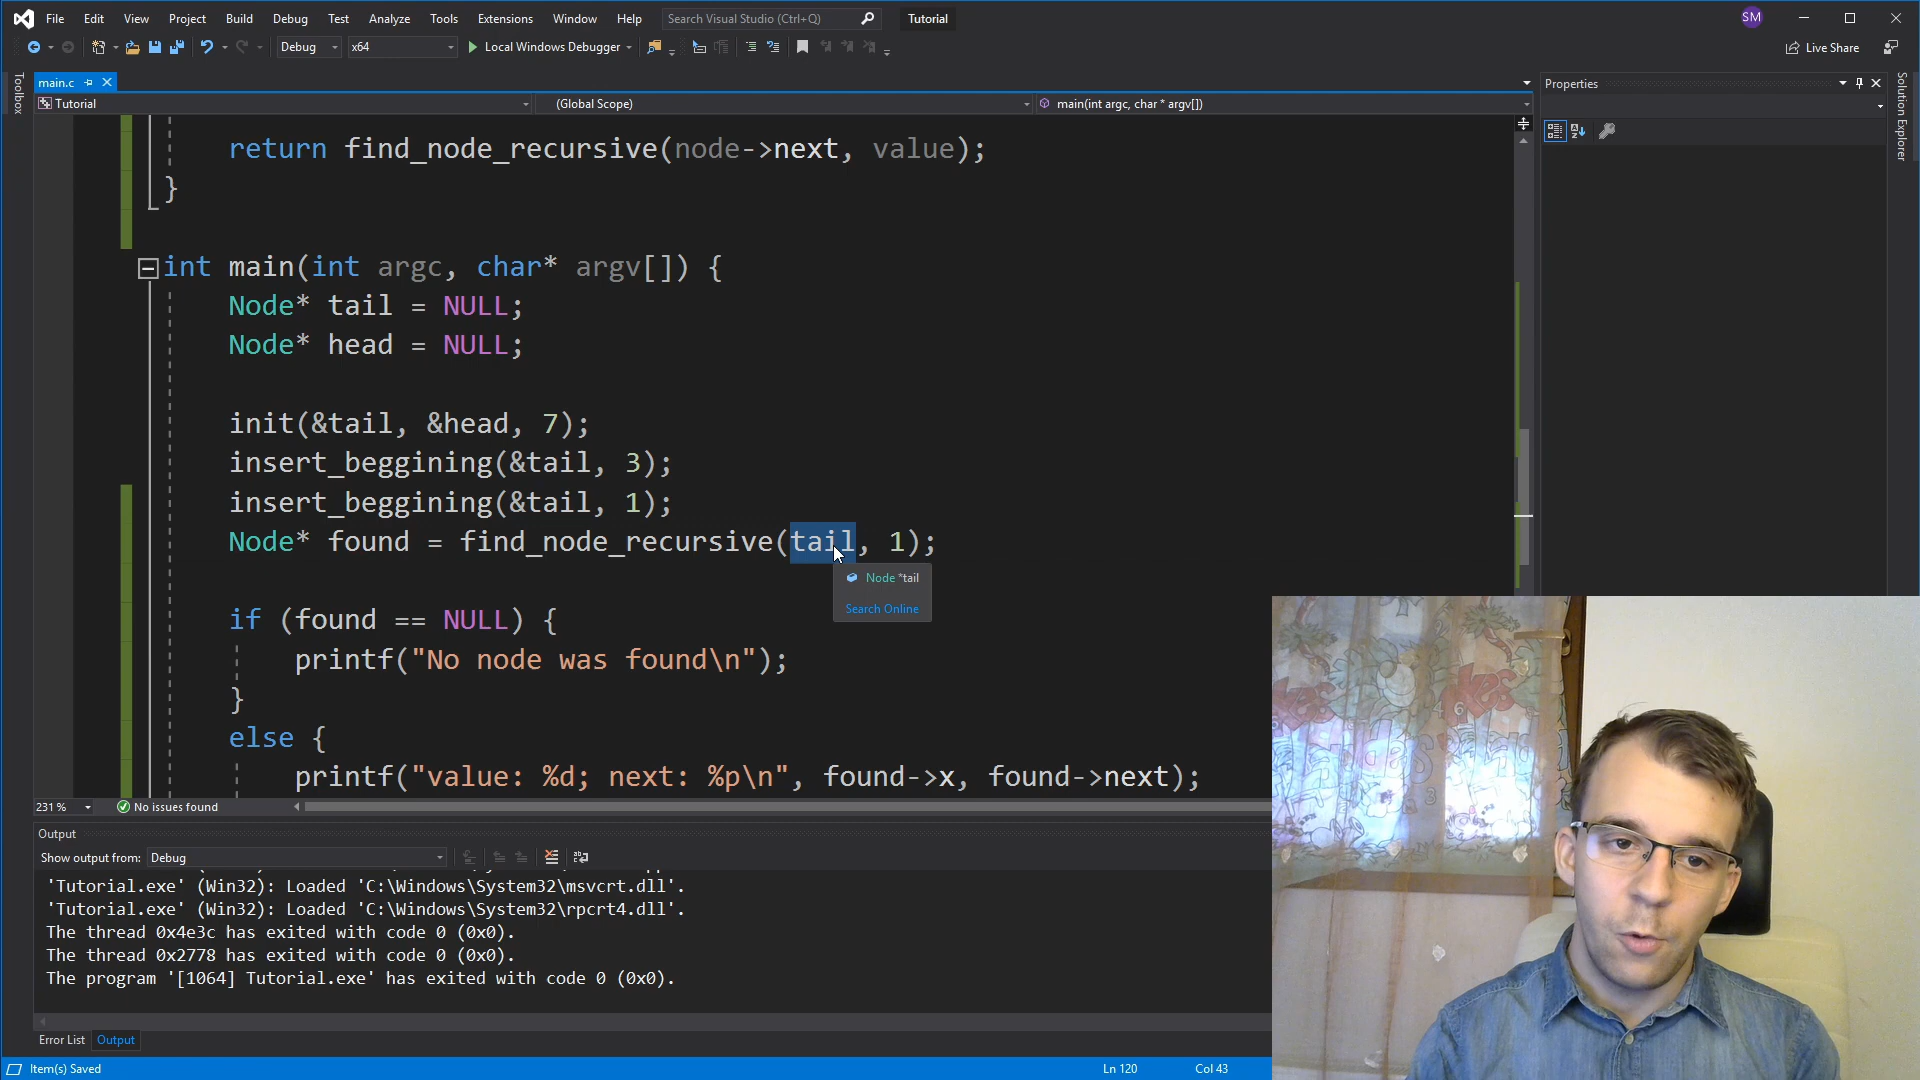 File Edit View Project Build Debug Test Analyze Tools Extensions Window Help Search Visual Studio (Ctrl+Q) Tutorial SM
Debug x64 Local Windows Debugger Live Share
Toolbox
main.c
Tutorial (Global Scope) main(int argc, char * argv[])
return find_node_recursive(node->next, value);
}
int main(int argc, char* argv[]) {
Node* tail = NULL;
Node* head = NULL;
init(&tail, &head, 7);
insert_beggining(&tail, 3);
insert_beggining(&tail, 1);
Node* found = find_node_recursive(tail, 1);
Node *tail
Search Online
if (found == NULL) {
printf("No node was found\n");
}
else {
printf("value: %d; next: %p\n", found->x, found->next);
231 % No issues found
Properties
Solution Explorer
Output
Show output from: Debug
'Tutorial.exe' (Win32): Loaded 'C:\Windows\System32\msvcrt.dll'.
'Tutorial.exe' (Win32): Loaded 'C:\Windows\System32\rpcrt4.dll'.
The thread 0x4e3c has exited with code 0 (0x0).
The thread 0x2778 has exited with code 0 (0x0).
The program '[1064] Tutorial.exe' has exited with code 0 (0x0).
Error List Output
Item(s) Saved Ln 120 Col 43